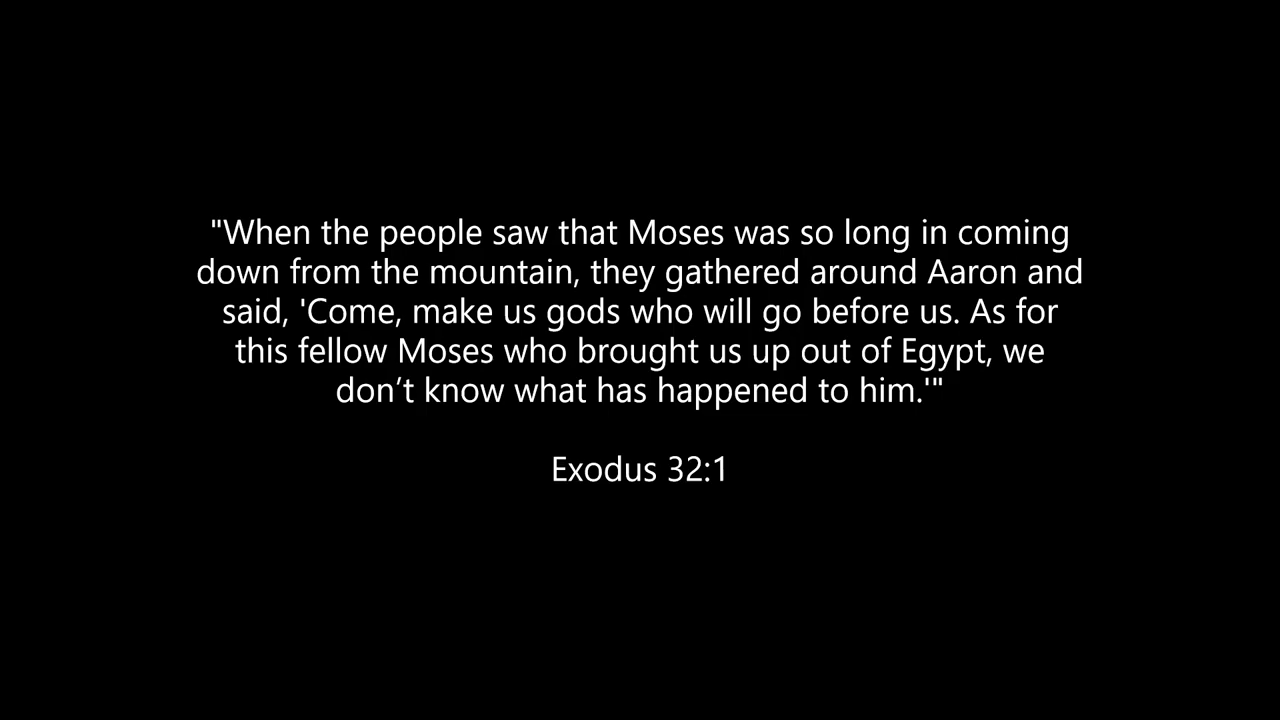 "When the people saw that Moses was so long in coming
down from the mountain, they gathered around Aaron and
said, 'Come, make us gods who will go before us. As for
this fellow Moses who brought us up out of Egypt, we
don’t know what has happened to him.'"
Exodus 32:1